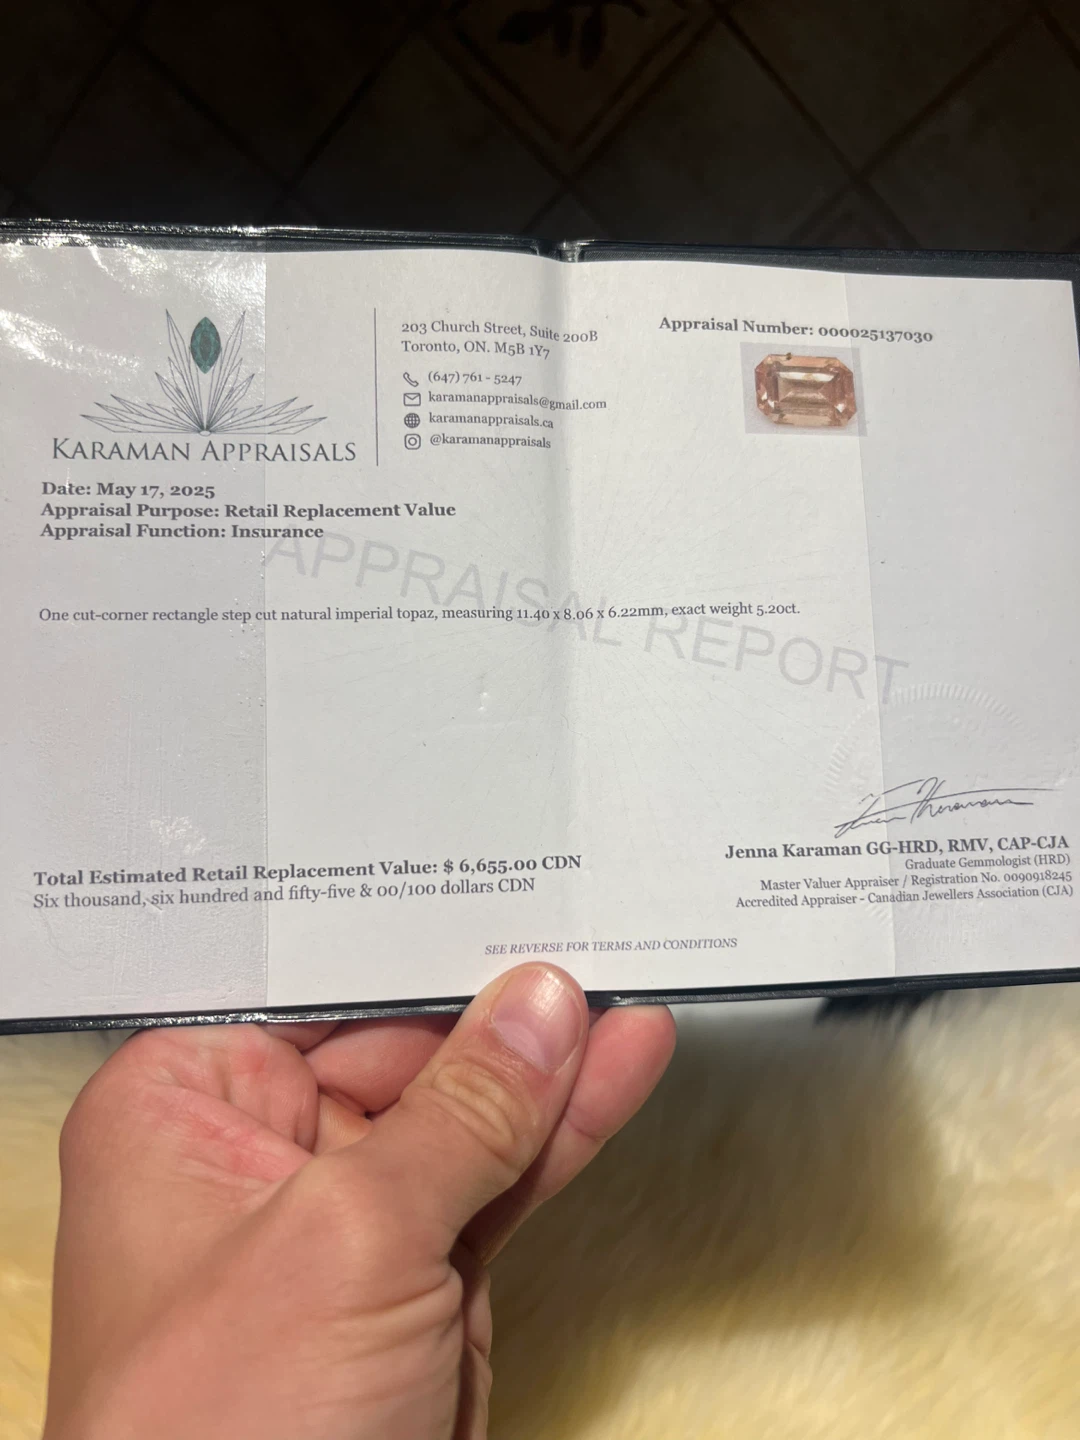 KARAMAN APPRAISALS
203 Church Street, Suite 200B
Toronto, ON. M5B 1Y7
(647) 761 - 5247
karamanappraisals@gmail.com
karamanappraisals.ca
@karamanappraisals
Appraisal Number: 000025137030
Date: May 17, 2025
Appraisal Purpose: Retail Replacement Value
Appraisal Function: Insurance
APPRAISAL REPORT
One cut-corner rectangle step cut natural imperial topaz, measuring 11.40 x 8.06 x 6.22mm, exact weight 5.20ct.
Total Estimated Retail Replacement Value: $ 6,655.00 CDN
Six thousand, six hundred and fifty-five & 00/100 dollars CDN
Jenna Karaman GG-HRD, RMV, CAP-CJA
Graduate Gemmologist (HRD)
Master Valuer Appraiser / Registration No. 0090918245
Accredited Appraiser - Canadian Jewellers Association (CJA)
SEE REVERSE FOR TERMS AND CONDITIONS